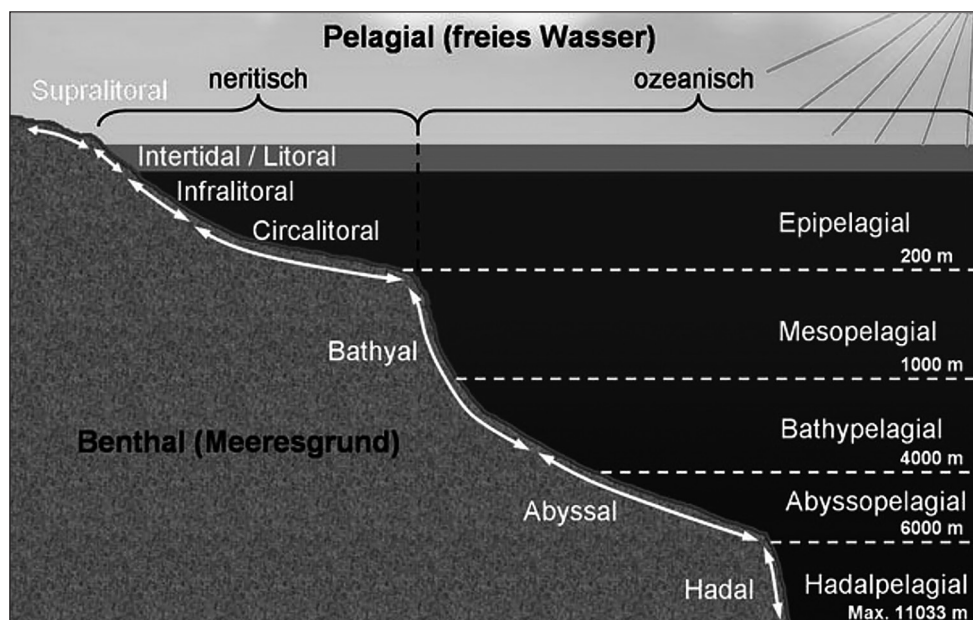 Pelagial (freies Wasser)
neritisch
ozeanisch
Supralitoral
Intertidal / Litoral
Infralitoral
Circalitoral
Epipelagial
200 m
Mesopelagial
Bathyal
1000 m
Bathypelagial
Benthal (Meeresgrund)
4000 m
Abyssopelagial
Abyssal
6000 m
Hadal
Hadalpelagial
Max. 11033 m